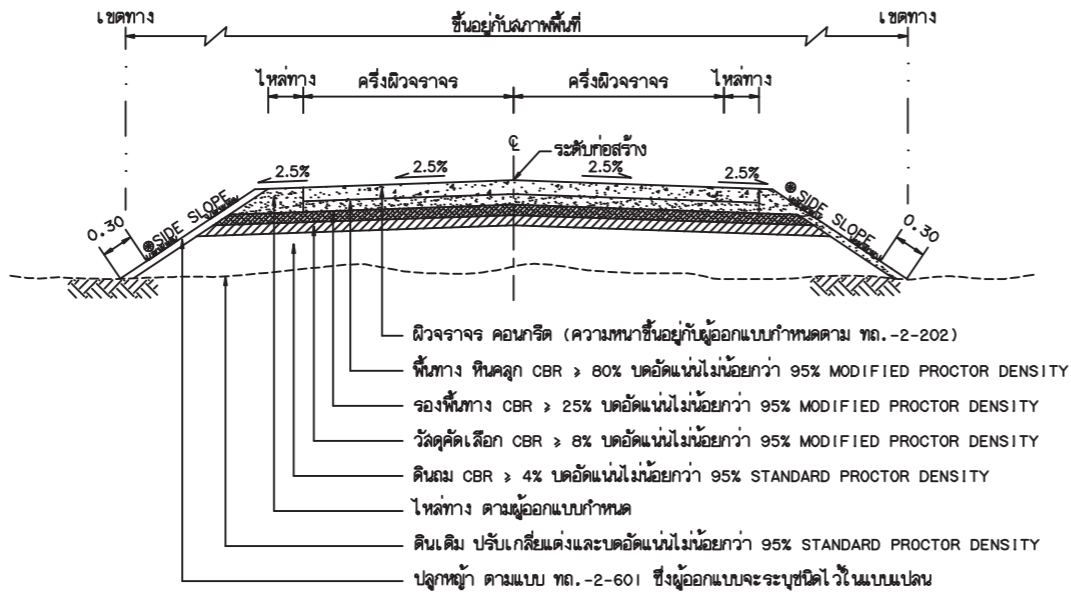 เขตทาง
ขึ้นอยู่กับสภาพพื้นที่
เขตทาง
ไหล่ทาง
ครึ่งผิวจราจร
ครึ่งผิวจราจร
ไหล่ทาง
℄
ระดับก่อสร้าง
2.5%
2.5%
2.5%
2.5%
0.30
⊛SIDE SLOPE
⊛SIDE SLOPE
0.30
ผิวจราจร คอนกรีต (ความหนาขึ้นอยู่กับผู้ออกแบบกำหนดตาม ทถ.-2-202)
พื้นทาง หินคลุก CBR ≥ 80% บดอัดแน่นไม่น้อยกว่า 95% MODIFIED PROCTOR DENSITY
รองพื้นทาง CBR ≥ 25% บดอัดแน่นไม่น้อยกว่า 95% MODIFIED PROCTOR DENSITY
วัสดุคัดเลือก CBR ≥ 8% บดอัดแน่นไม่น้อยกว่า 95% MODIFIED PROCTOR DENSITY
ดินถม CBR ≥ 4% บดอัดแน่นไม่น้อยกว่า 95% STANDARD PROCTOR DENSITY
ไหล่ทาง ตามผู้ออกแบบกำหนด
ดินเดิม ปรับเกลี่ยแต่งและบดอัดแน่นไม่น้อยกว่า 95% STANDARD PROCTOR DENSITY
ปลูกหญ้า ตามแบบ ทถ.-2-601 ซึ่งผู้ออกแบบจะระบุชนิดไว้ในแบบแปลน